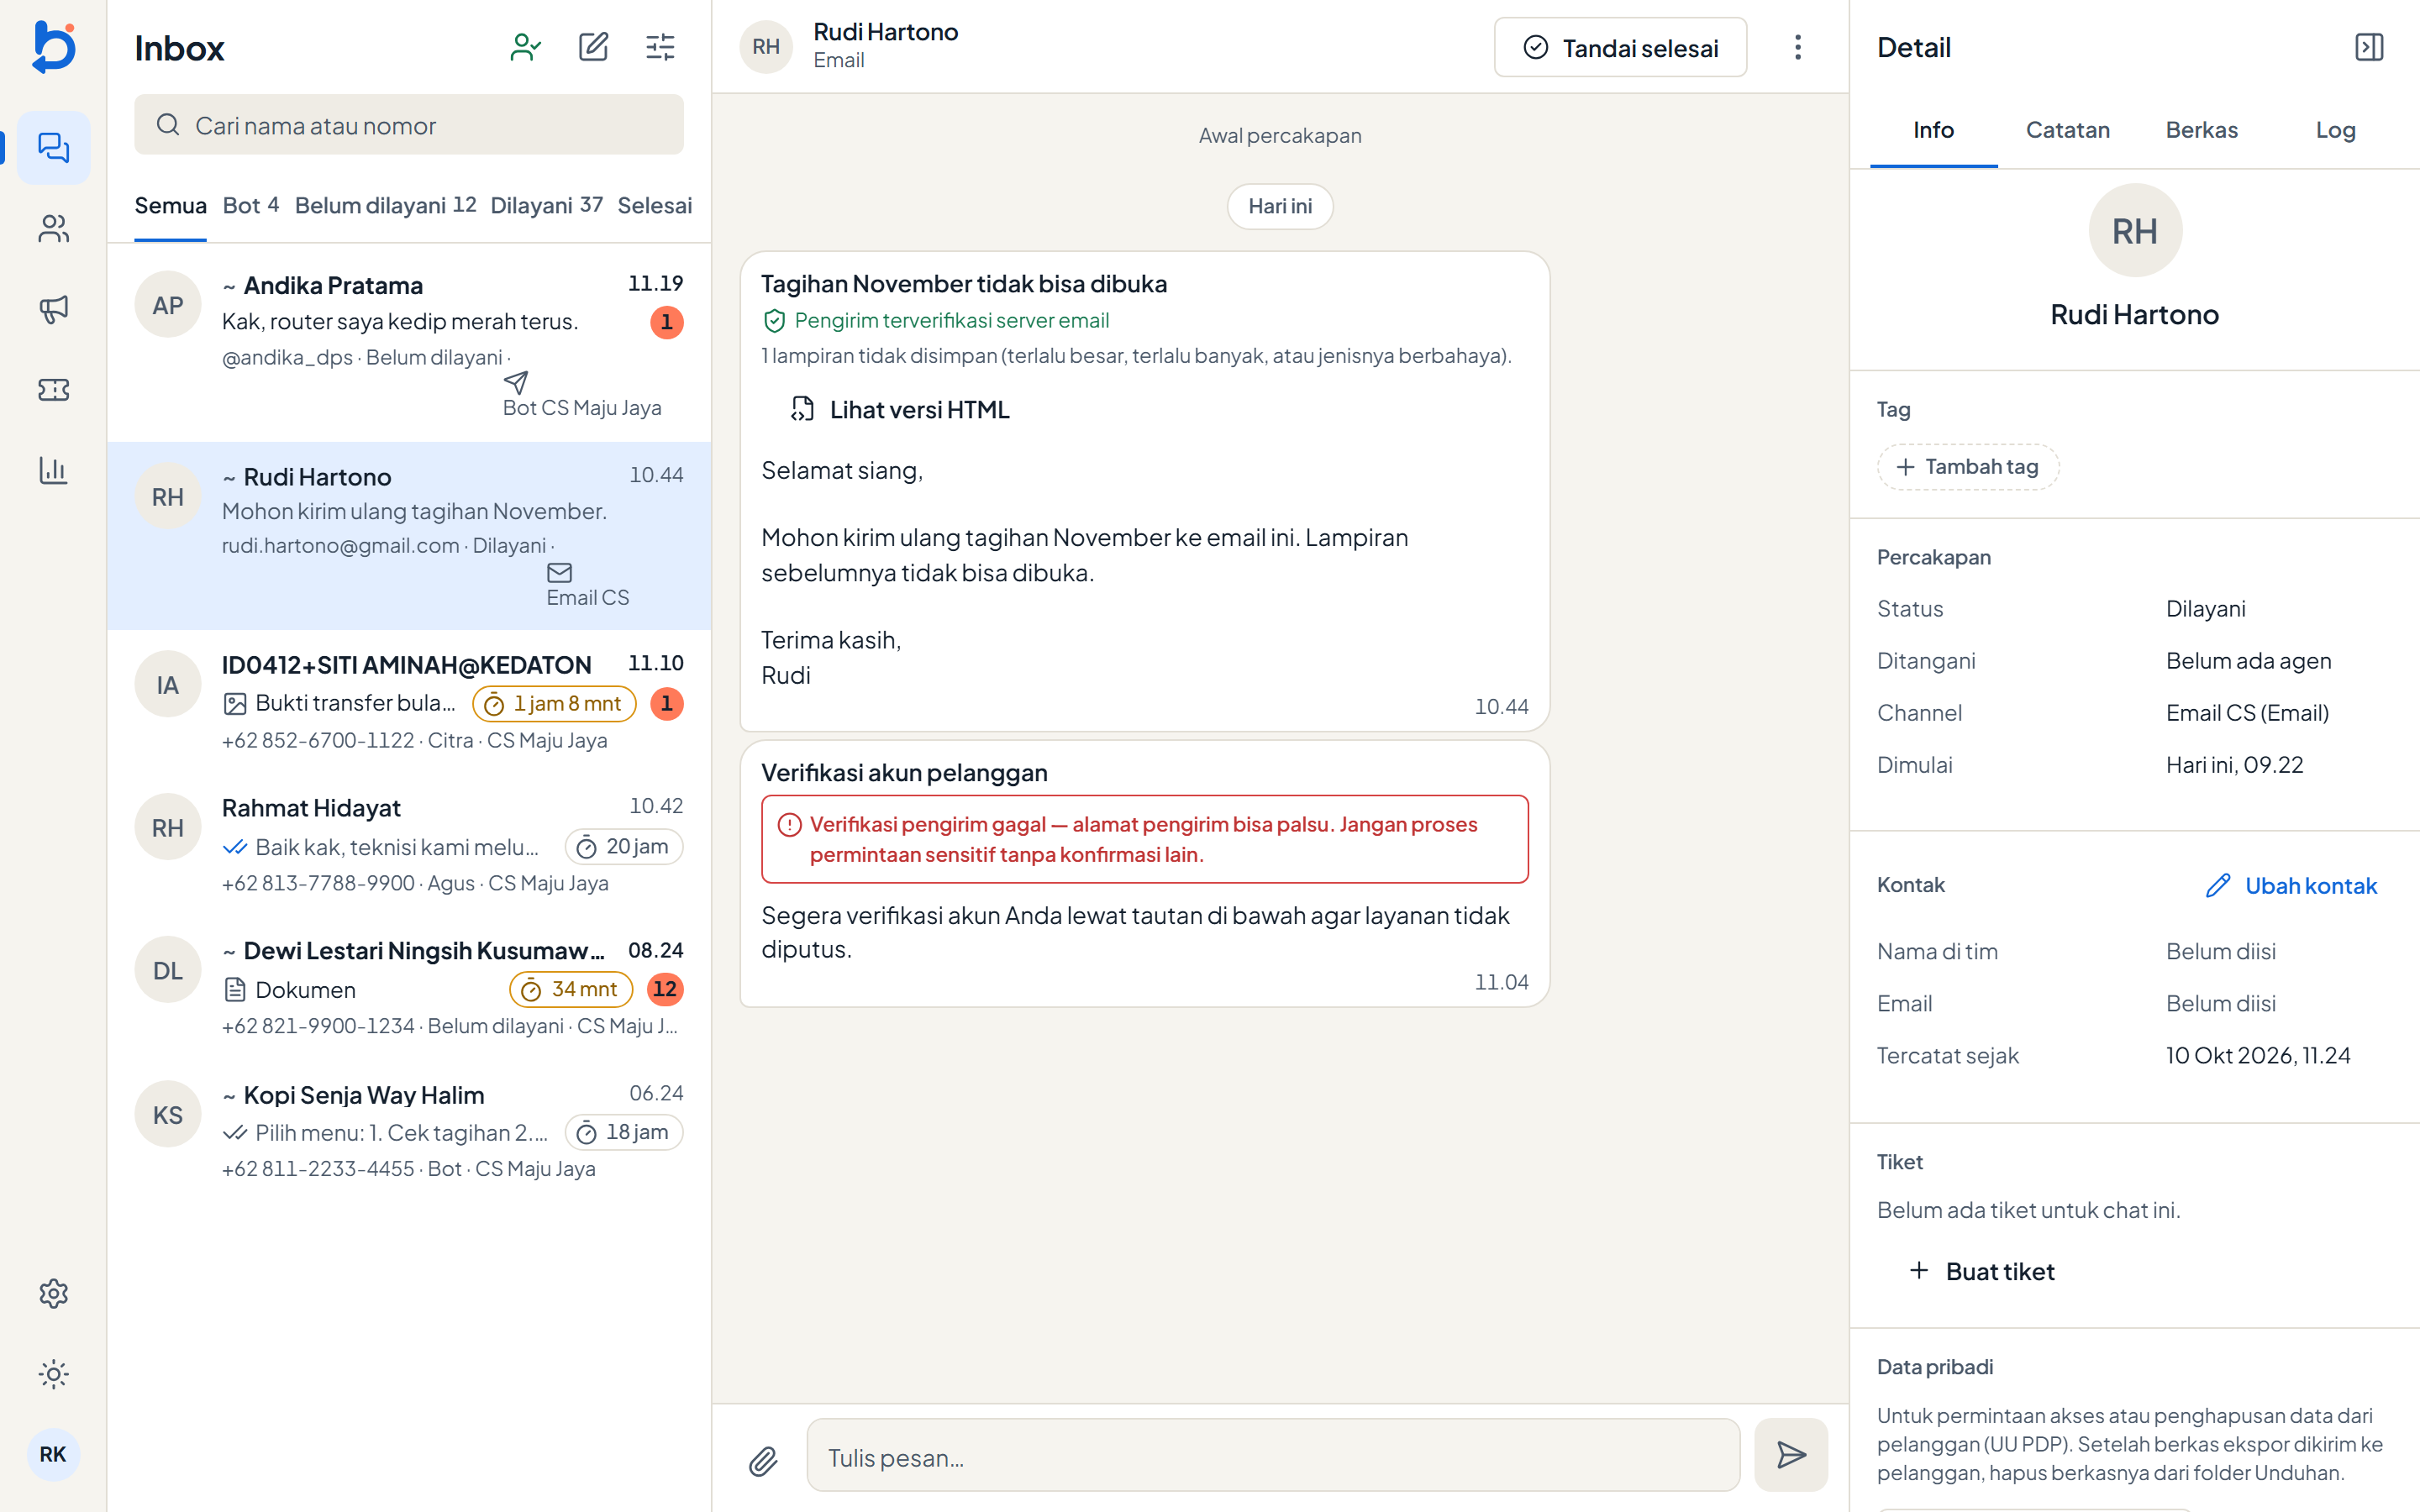 Inbox
Cari nama atau nomor
Semua Bot 4 Belum dilayani 12 Dilayani 37 Selesai
AP
~ Andika Pratama 11.19
Kak, router saya kedip merah terus. 1
@andika_dps · Belum dilayani ·
Bot CS Maju Jaya
RH
~ Rudi Hartono 10.44
Mohon kirim ulang tagihan November.
rudi.hartono@gmail.com · Dilayani ·
Email CS
IA
ID0412+SITI AMINAH@KEDATON 11.10
Bukti transfer bula... 1 jam 8 mnt 1
+62 852-6700-1122 · Citra · CS Maju Jaya
RH
Rahmat Hidayat 10.42
Baik kak, teknisi kami melu... 20 jam
+62 813-7788-9900 · Agus · CS Maju Jaya
DL
~ Dewi Lestari Ningsih Kusumaw... 08.24
Dokumen 34 mnt 12
+62 821-9900-1234 · Belum dilayani · CS Maju J...
KS
~ Kopi Senja Way Halim 06.24
Pilih menu: 1. Cek tagihan 2.... 18 jam
+62 811-2233-4455 · Bot · CS Maju Jaya
RK
RH
Rudi Hartono
Email
Tandai selesai
Awal percakapan
Hari ini
Tagihan November tidak bisa dibuka
Pengirim terverifikasi server email
1 lampiran tidak disimpan (terlalu besar, terlalu banyak, atau jenisnya berbahaya).
Lihat versi HTML
Selamat siang,
Mohon kirim ulang tagihan November ke email ini. Lampiran
sebelumnya tidak bisa dibuka.
Terima kasih,
Rudi
10.44
Verifikasi akun pelanggan
Verifikasi pengirim gagal — alamat pengirim bisa palsu. Jangan proses
permintaan sensitif tanpa konfirmasi lain.
Segera verifikasi akun Anda lewat tautan di bawah agar layanan tidak
diputus.
11.04
Tulis pesan...
Detail
Info Catatan Berkas Log
RH
Rudi Hartono
Tag
+ Tambah tag
Percakapan
Status Dilayani
Ditangani Belum ada agen
Channel Email CS (Email)
Dimulai Hari ini, 09.22
Kontak Ubah kontak
Nama di tim Belum diisi
Email Belum diisi
Tercatat sejak 10 Okt 2026, 11.24
Tiket
Belum ada tiket untuk chat ini.
+ Buat tiket
Data pribadi
Untuk permintaan akses atau penghapusan data dari
pelanggan (UU PDP). Setelah berkas ekspor dikirim ke
pelanggan, hapus berkasnya dari folder Unduhan.